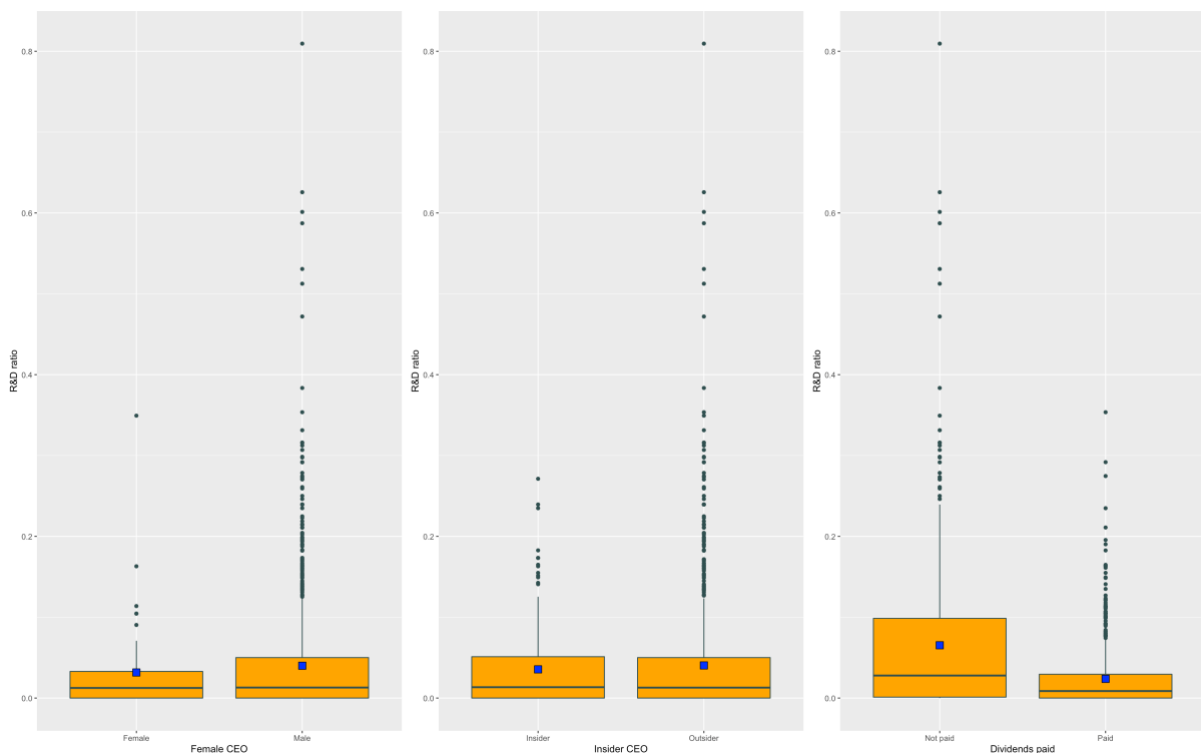 0.8
0.6
0.4
0.2
0.0
R&D ratio
Female
Male
Female CEO
0.8
0.6
0.4
0.2
0.0
R&D ratio
Insider
Outsider
Insider CEO
0.8
0.6
0.4
0.2
0.0
R&D ratio
Not paid
Paid
Dividends paid